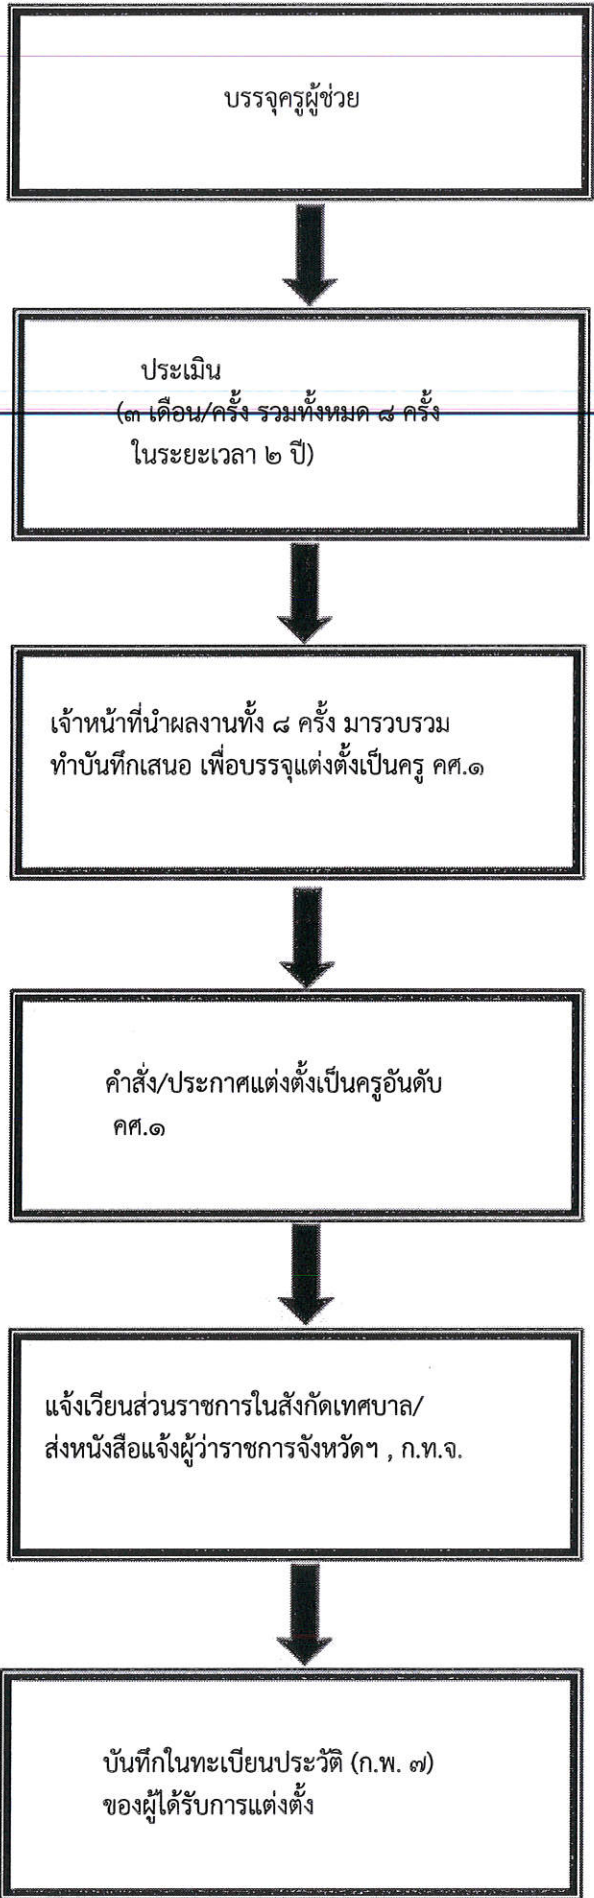 บรรจุครูผู้ช่วย
ประเมิน
(๓ เดือน/ครั้ง รวมทั้งหมด ๘ ครั้ง
ในระยะเวลา ๒ ปี)
เจ้าหน้าที่นำผลงานทั้ง ๘ ครั้ง มารวบรวม
ทำบันทึกเสนอ เพื่อบรรจุแต่งตั้งเป็นครู คศ.๑
คำสั่ง/ประกาศแต่งตั้งเป็นครูอันดับ
คศ.๑
แจ้งเวียนส่วนราชการในสังกัดเทศบาล/
ส่งหนังสือแจ้งผู้ว่าราชการจังหวัดฯ , ก.ท.จ.
บันทึกในทะเบียนประวัติ (ก.พ. ๗)
ของผู้ได้รับการแต่งตั้ง